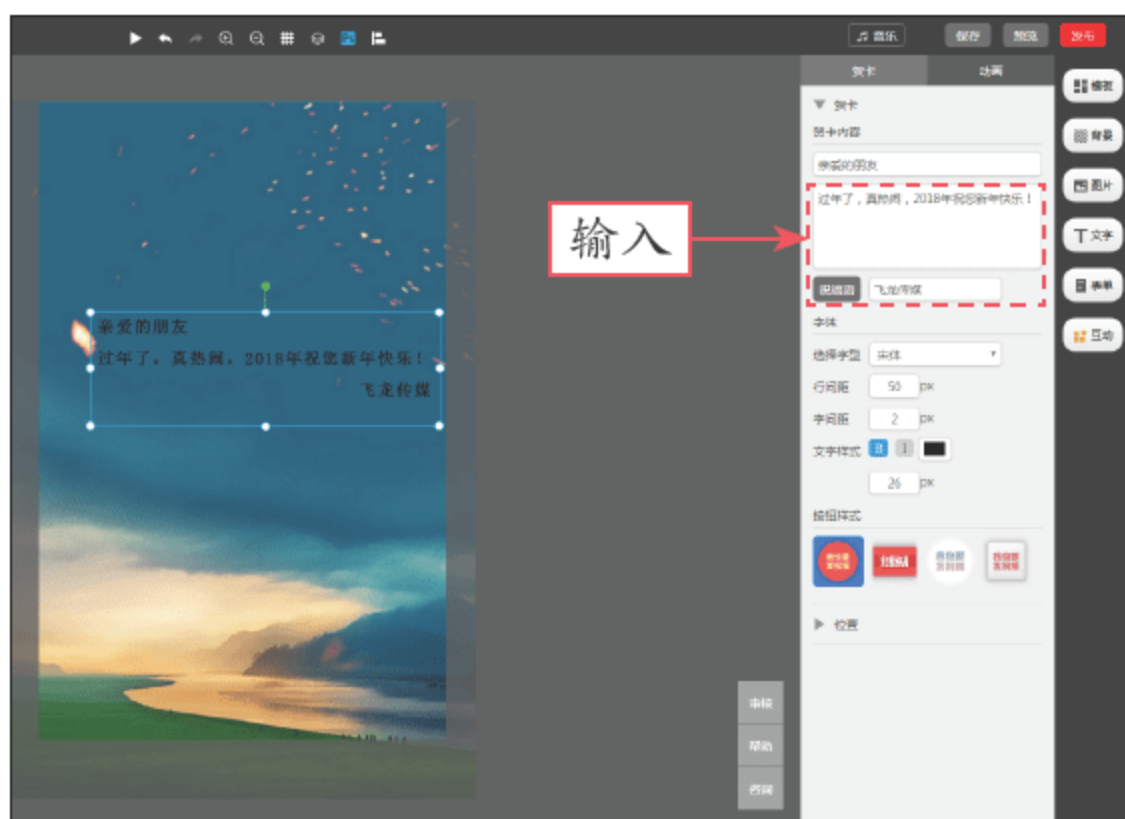 音乐
保存
预览
发布
贺卡
动画
模板
背景
图片
文字
表单
互动
贺卡
贺卡内容
亲爱的朋友
过年了，真热闹，2018年祝您新年快乐！
祝福图
飞龙传媒
输入
亲爱的朋友
过年了，真热闹，2018年祝您新年快乐！
飞龙传媒
字体
选择字型 宋体
行间距 50 px
字间距 2 px
文字样式 B I
26 px
按钮样式
位置
审核
帮助
咨询